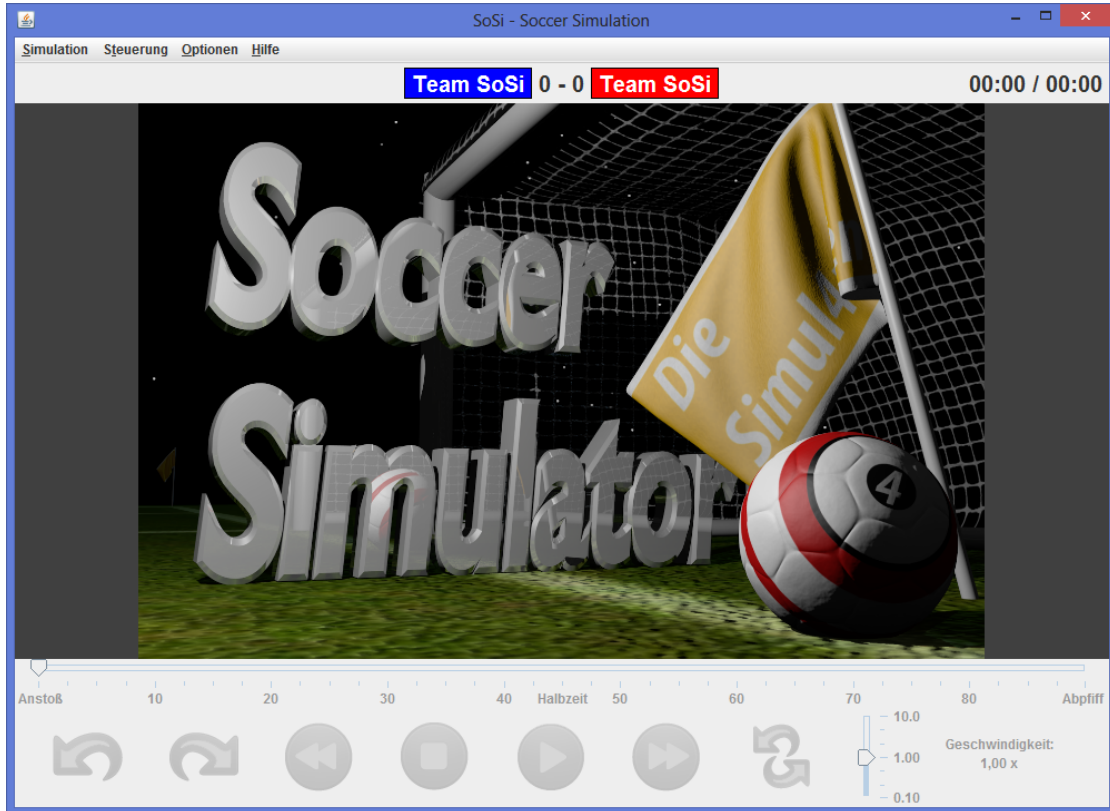 SoSi - Soccer Simulation
Simulation Steuerung Optionen Hilfe
Team SoSi 0 - 0 Team SoSi 00:00 / 00:00
Soccer
Simulator
Die
Simul4
4
Anstoß 10 20 30 40 Halbzeit 50 60 70 80 Abpfiff
10.0
1.00
0.10
Geschwindigkeit:
1,00 x